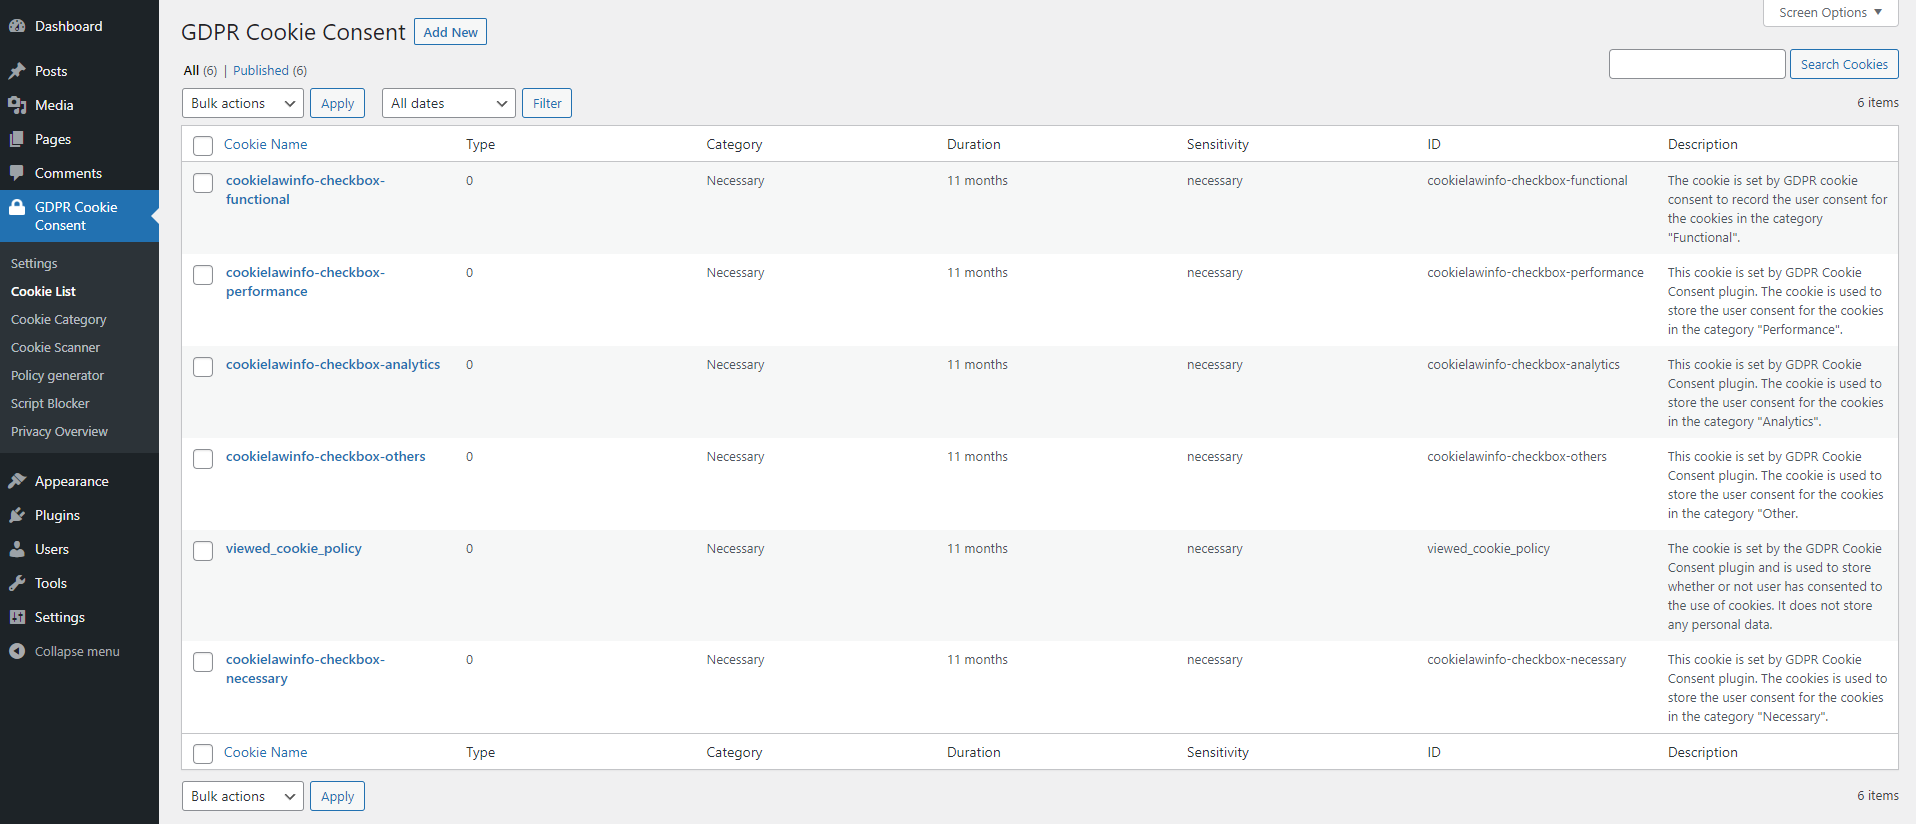 Dashboard
Posts
Media
Pages
Comments
GDPR Cookie
Consent
Settings
Cookie List
Cookie Category
Cookie Scanner
Policy generator
Script Blocker
Privacy Overview
Appearance
Plugins
Users
Tools
Settings
Collapse menu
Screen Options
GDPR Cookie Consent Add New
All (6) | Published (6)
Search Cookies
Bulk actions Apply All dates Filter 6 items
Cookie Name Type Category Duration Sensitivity ID Description
cookielawinfo-checkbox-
functional
0 Necessary 11 months necessary cookielawinfo-checkbox-functional
The cookie is set by GDPR cookie
consent to record the user consent for
the cookies in the category
"Functional".
cookielawinfo-checkbox-
performance
0 Necessary 11 months necessary cookielawinfo-checkbox-performance
This cookie is set by GDPR Cookie
Consent plugin. The cookie is used to
store the user consent for the cookies
in the category "Performance".
cookielawinfo-checkbox-analytics
0 Necessary 11 months necessary cookielawinfo-checkbox-analytics
This cookie is set by GDPR Cookie
Consent plugin. The cookie is used to
store the user consent for the cookies
in the category "Analytics".
cookielawinfo-checkbox-others
0 Necessary 11 months necessary cookielawinfo-checkbox-others
This cookie is set by GDPR Cookie
Consent plugin. The cookie is used to
store the user consent for the cookies
in the category "Other.
viewed_cookie_policy
0 Necessary 11 months necessary viewed_cookie_policy
The cookie is set by the GDPR Cookie
Consent plugin and is used to store
whether or not user has consented to
the use of cookies. It does not store
any personal data.
cookielawinfo-checkbox-
necessary
0 Necessary 11 months necessary cookielawinfo-checkbox-necessary
This cookie is set by GDPR Cookie
Consent plugin. The cookies is used to
store the user consent for the cookies
in the category "Necessary".
Cookie Name Type Category Duration Sensitivity ID Description
Bulk actions Apply 6 items